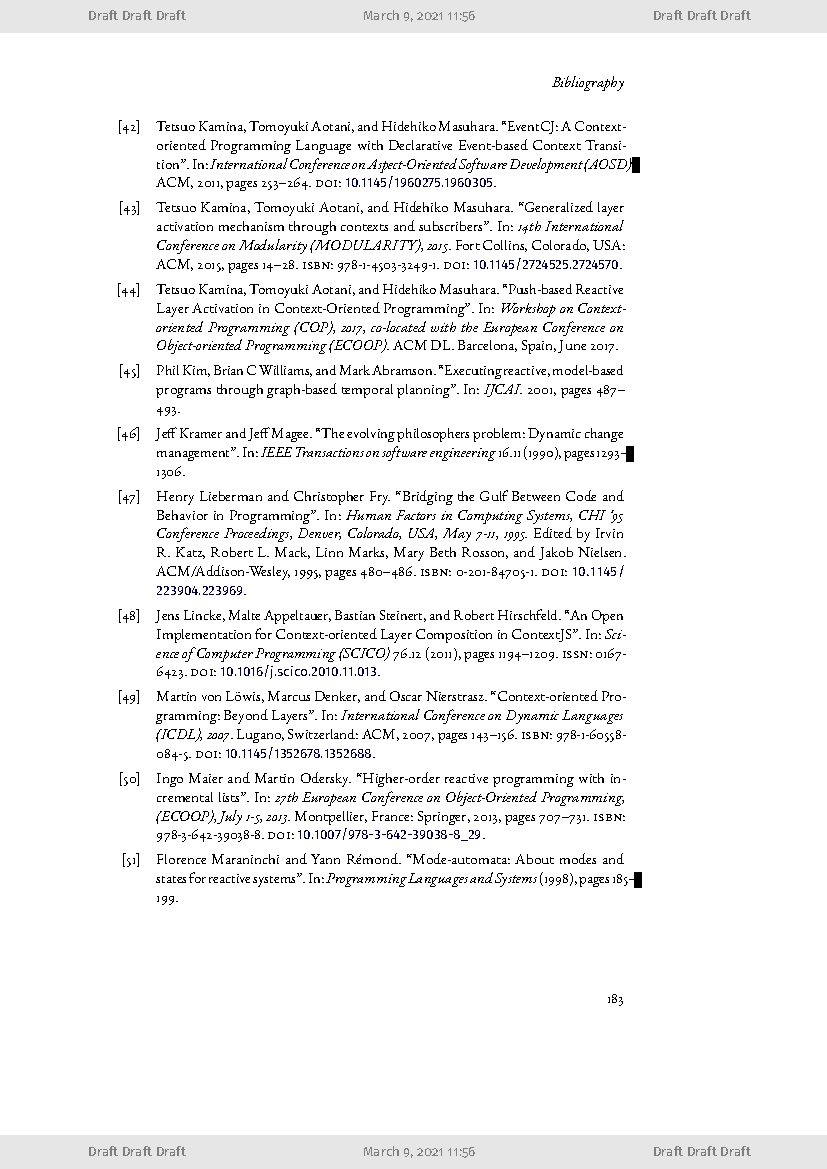 Draft Draft Draft March 9, 2021 11:56 Draft Draft Draft
Bibliography
[42] Tetsuo Kamina, Tomoyuki Aotani, and Hidehiko Masuhara. “EventCJ: A Context-
oriented Programming Language with Declarative Event-based Context Transi-
tion”. In: International Conference on Aspect-Oriented Software Development (AOSD).
ACM, 2011, pages 253–264. DOI: 10.1145/1960275.1960305.
[43] Tetsuo Kamina, Tomoyuki Aotani, and Hidehiko Masuhara. “Generalized layer
activation mechanism through contexts and subscribers”. In: 14th International
Conference on Modularity (MODULARITY), 2015. Fort Collins, Colorado, USA:
ACM, 2015, pages 14–28. ISBN: 978-1-4503-3249-1. DOI: 10.1145/2724525.2724570.
[44] Tetsuo Kamina, Tomoyuki Aotani, and Hidehiko Masuhara. “Push-based Reactive
Layer Activation in Context-Oriented Programming”. In: Workshop on Context-
oriented Programming (COP), 2017, co-located with the European Conference on
Object-oriented Programming (ECOOP). ACM DL. Barcelona, Spain, June 2017.
[45] Phil Kim, Brian C Williams, and Mark Abramson. “Executing reactive, model-based
programs through graph-based temporal planning”. In: IJCAI. 2001, pages 487–
493.
[46] Jeff Kramer and Jeff Magee. “The evolving philosophers problem: Dynamic change
management”. In: IEEE Transactions on software engineering 16.11 (1990), pages 1293–
1306.
[47] Henry Lieberman and Christopher Fry. “Bridging the Gulf Between Code and
Behavior in Programming”. In: Human Factors in Computing Systems, CHI ’95
Conference Proceedings, Denver, Colorado, USA, May 7-11, 1995. Edited by Irvin
R. Katz, Robert L. Mack, Linn Marks, Mary Beth Rosson, and Jakob Nielsen.
ACM/Addison-Wesley, 1995, pages 480–486. ISBN: 0-201-84705-1. DOI: 10.1145/
223904.223969.
[48] Jens Lincke, Malte Appeltauer, Bastian Steinert, and Robert Hirschfeld. “An Open
Implementation for Context-oriented Layer Composition in ContextJS”. In: Sci-
ence of Computer Programming (SCICO) 76.12 (2011), pages 1194–1209. ISSN: 0167-
6423. DOI: 10.1016/j.scico.2010.11.013.
[49] Martin von Löwis, Marcus Denker, and Oscar Nierstrasz. “Context-oriented Pro-
gramming: Beyond Layers”. In: International Conference on Dynamic Languages
(ICDL), 2007. Lugano, Switzerland: ACM, 2007, pages 143–156. ISBN: 978-1-60558-
084-5. DOI: 10.1145/1352678.1352688.
[50] Ingo Maier and Martin Odersky. “Higher-order reactive programming with in-
cremental lists”. In: 27th European Conference on Object-Oriented Programming,
(ECOOP), July 1-5, 2013. Montpellier, France: Springer, 2013, pages 707–731. ISBN:
978-3-642-39038-8. DOI: 10.1007/978-3-642-39038-8_29.
[51] Florence Maraninchi and Yann Rémond. “Mode-automata: About modes and
states for reactive systems”. In: Programming Languages and Systems (1998), pages 185–
199.
183
Draft Draft Draft March 9, 2021 11:56 Draft Draft Draft